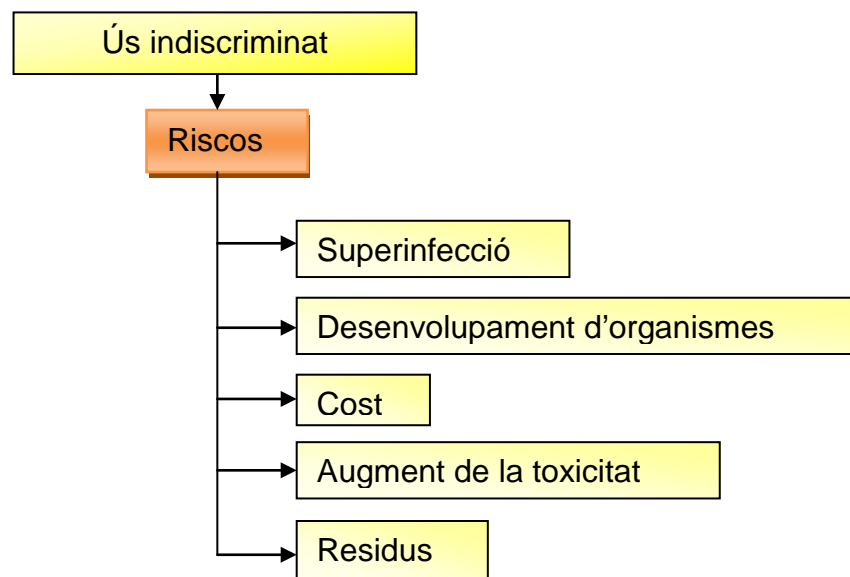 Ús indiscriminat
Riscos
Superinfecció
Desenvolupament d’organismes
Cost
Augment de la toxicitat
Residus